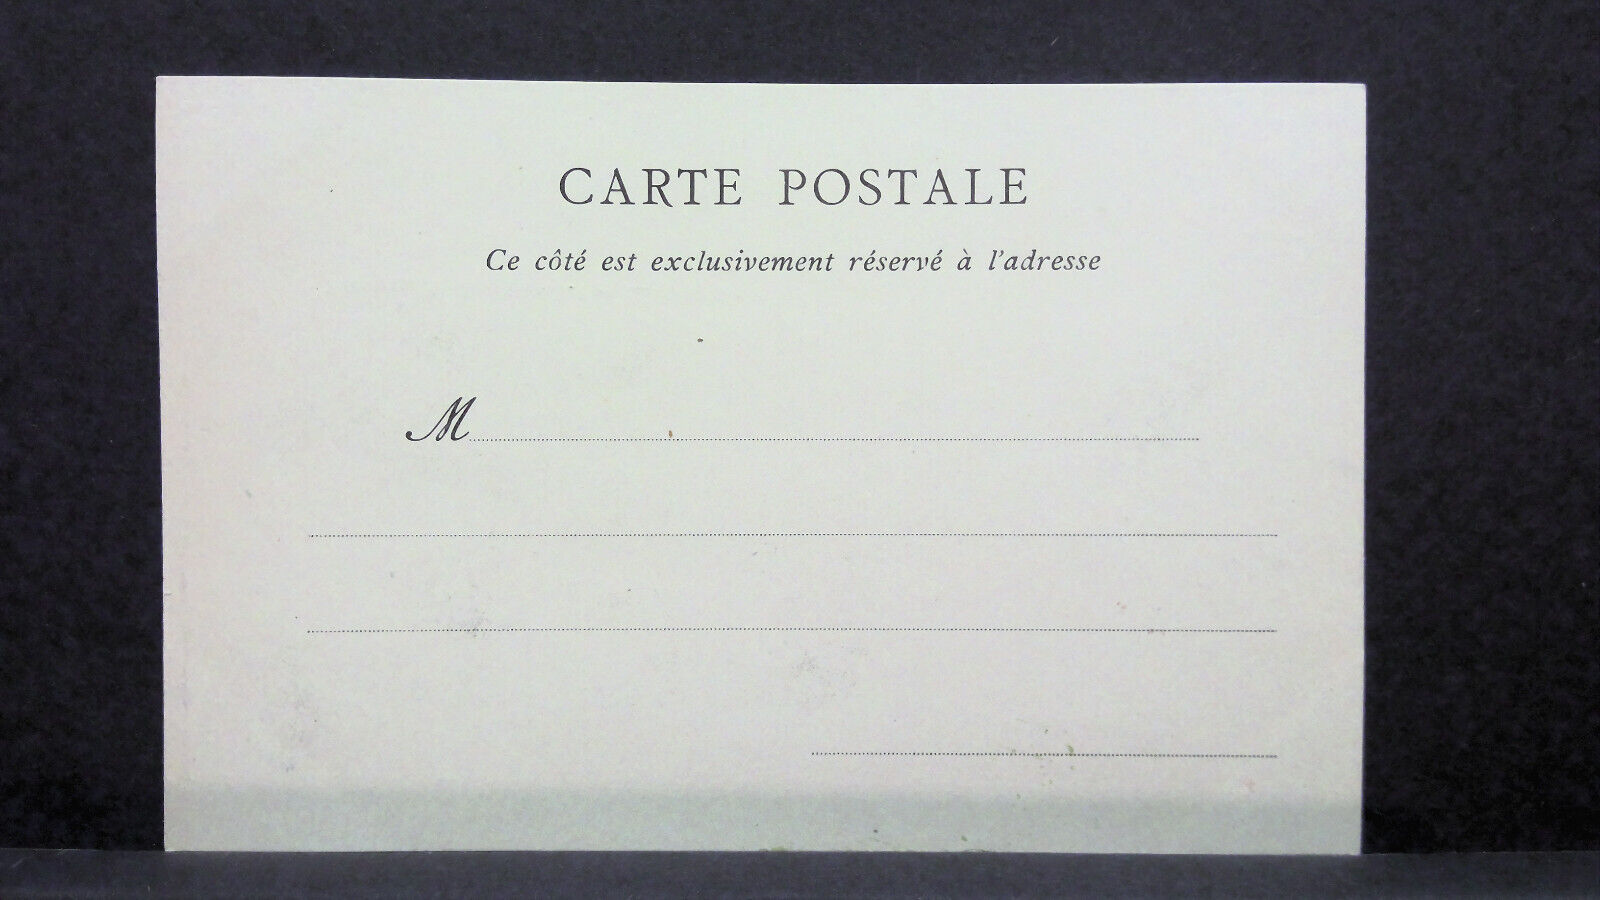 CARTE POSTALE
Ce côté est exclusivement réservé à l'adresse
M